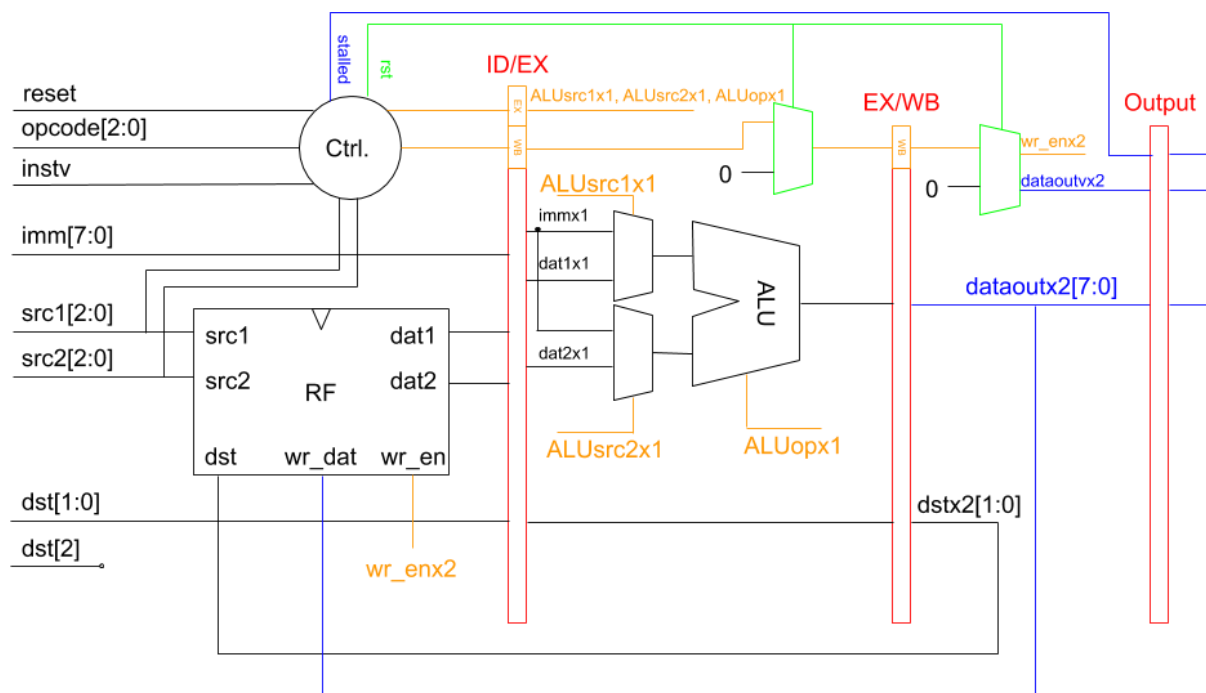 stalled
rst
ID/EX
EX/WB
Output
reset
opcode[2:0]
instv
Ctrl.
EX
WB
ALUsrc1x1, ALUsrc2x1, ALUopx1
0
WB
0
wr_enx2
dataoutvx2
imm[7:0]
ALUsrc1x1
immx1
dat1x1
dat2x1
ALU
dataoutx2[7:0]
src1[2:0]
src2[2:0]
src1
dat1
src2
dat2
RF
dst
wr_dat
wr_en
ALUsrc2x1
ALUopx1
dst[1:0]
dstx2[1:0]
dst[2]
wr_enx2